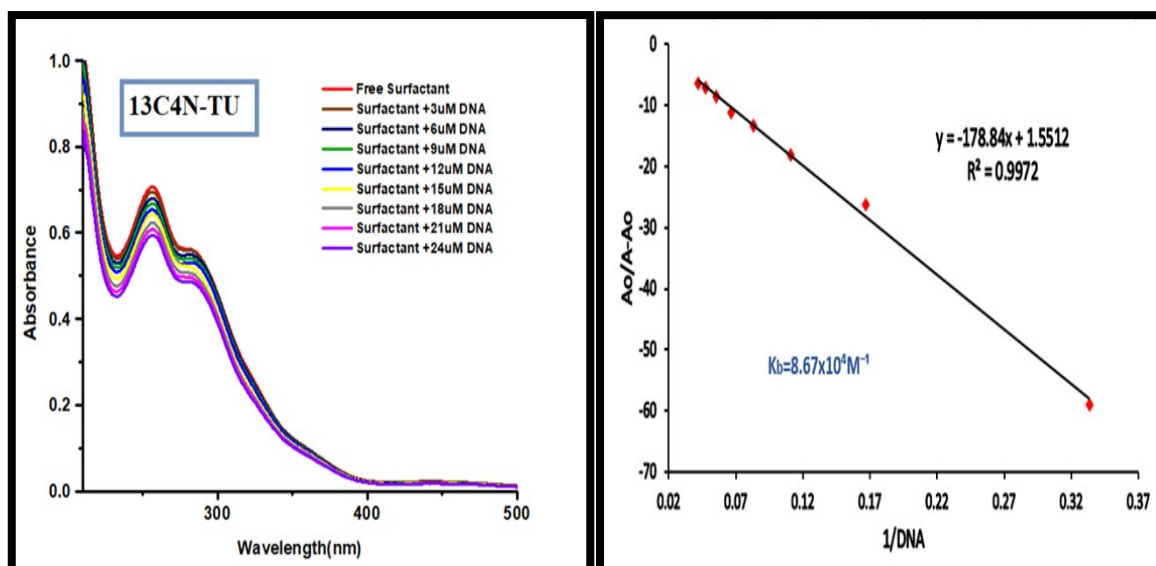 13C4N-TU
Free Surfactant
Surfactant +3uM DNA
Surfactant +6uM DNA
Surfactant +9uM DNA
Surfactant +12uM DNA
Surfactant +15uM DNA
Surfactant +18uM DNA
Surfactant +21uM DNA
Surfactant +24uM DNA
Absorbance
1.0
0.8
0.6
0.4
0.2
0.0
300
400
500
Wavelength(nm)
Ao/A-Ao
0
-10
-20
-30
-40
-50
-60
-70
y = -178.84x + 1.5512
R² = 0.9972
Kb=8.67x10⁴M⁻¹
0.02
0.07
0.12
0.17
0.22
0.27
0.32
0.37
1/DNA